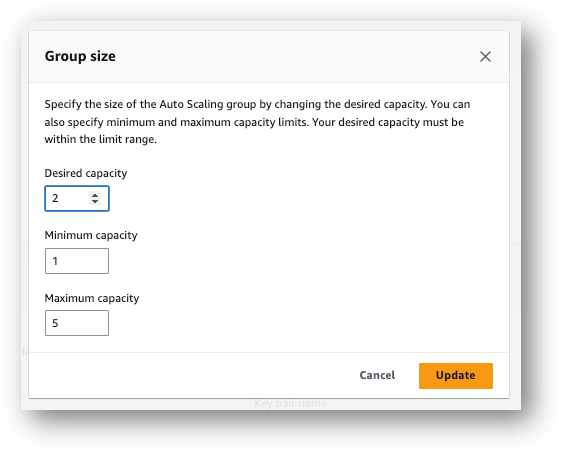 Group size
Specify the size of the Auto Scaling group by changing the desired capacity. You can
also specify minimum and maximum capacity limits. Your desired capacity must be
within the limit range.
Desired capacity
2
Minimum capacity
1
Maximum capacity
5
Cancel
Update
Key pair name